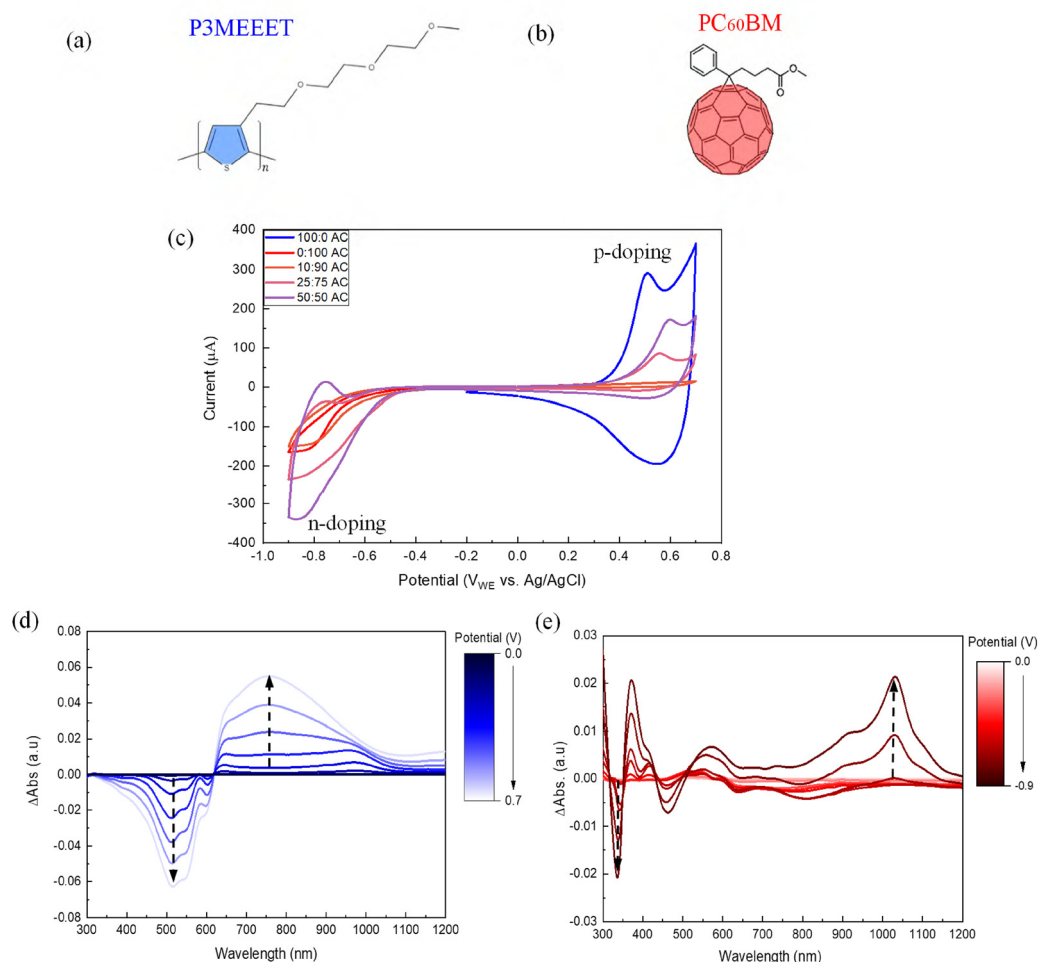 (a)
P3MEEET
(b)
PC60BM
O
O
O
S
n
O
O
(c)
100:0 AC
0:100 AC
10:90 AC
25:75 AC
50:50 AC
p-doping
n-doping
400
300
200
100
0
-100
-200
-300
-400
Current (μA)
-1.0 -0.8 -0.6 -0.4 -0.2 0.0 0.2 0.4 0.6 0.8
Potential (VWE vs. Ag/AgCl)
(d)
0.08
0.06
0.04
0.02
0.00
-0.02
-0.04
-0.06
-0.08
ΔAbs (a.u)
300 400 500 600 700 800 900 1000 1100 1200
Wavelength (nm)
Potential (V)
0.0
0.7
(e)
0.03
0.02
0.01
0.00
-0.01
-0.02
-0.03
ΔAbs. (a.u)
300 400 500 600 700 800 900 1000 1100 1200
Wavelength (nm)
Potential (V)
0.0
-0.9